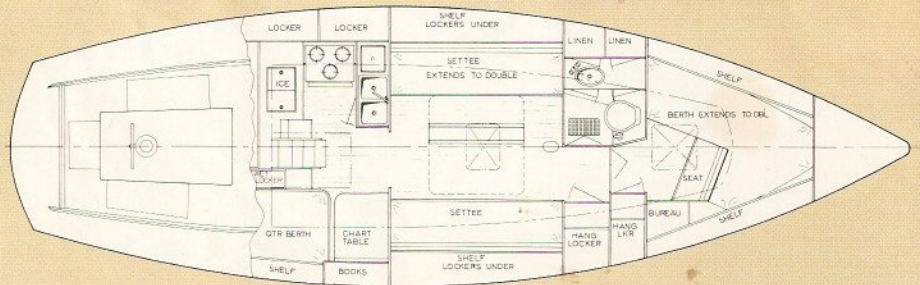 LOCKER
LOCKER
SHELF
LOCKERS UNDER
LINEN
LINEN
SETTEE
EXTENDS TO DOUBLE
ICE
SHELF
BERTH EXTENDS TO DBL
SEAT
WET
LOCKER
SETTEE
BUREAU
SHELF
QTR BERTH
CHART
TABLE
HANG
LOCKER
HANG
LKR
SHELF
BOOKS
SHELF
LOCKERS UNDER